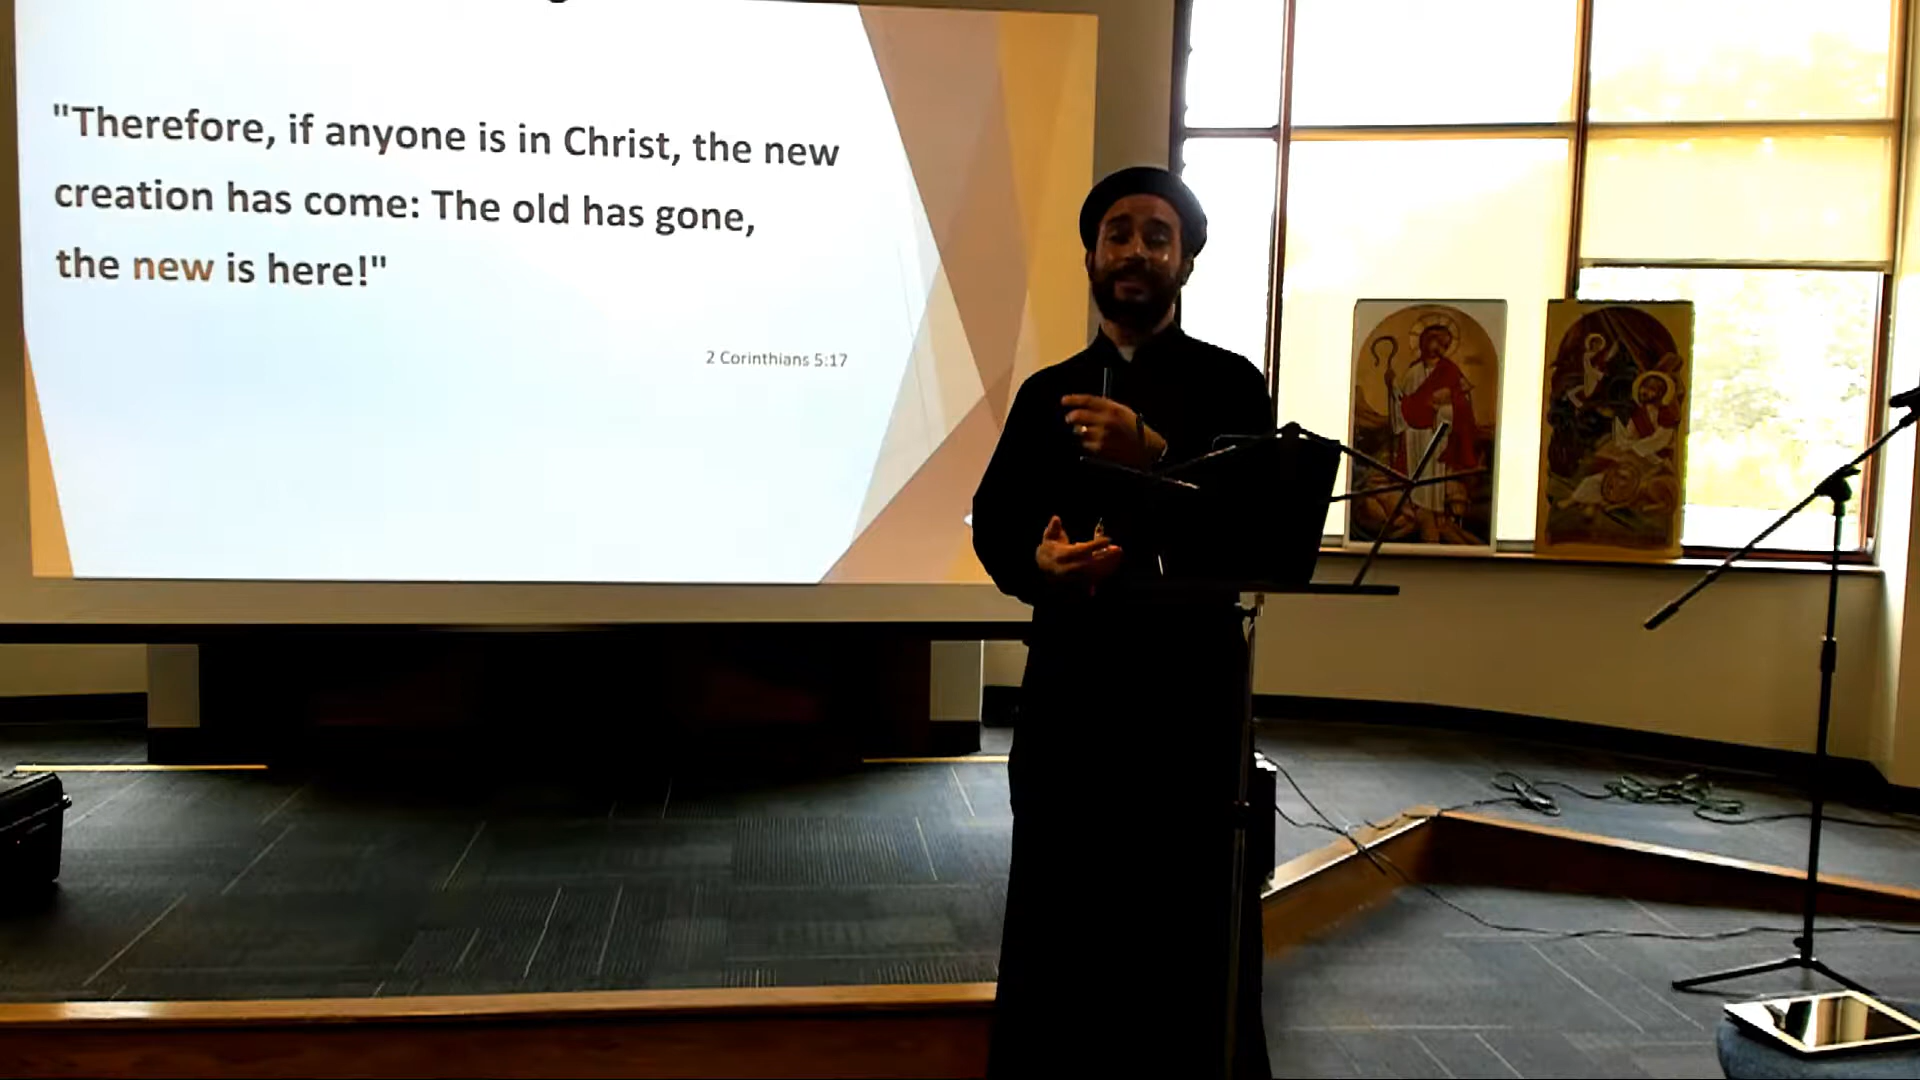 "Therefore, if anyone is in Christ, the new
creation has come: The old has gone,
the new is here!"
2 Corinthians 5:17